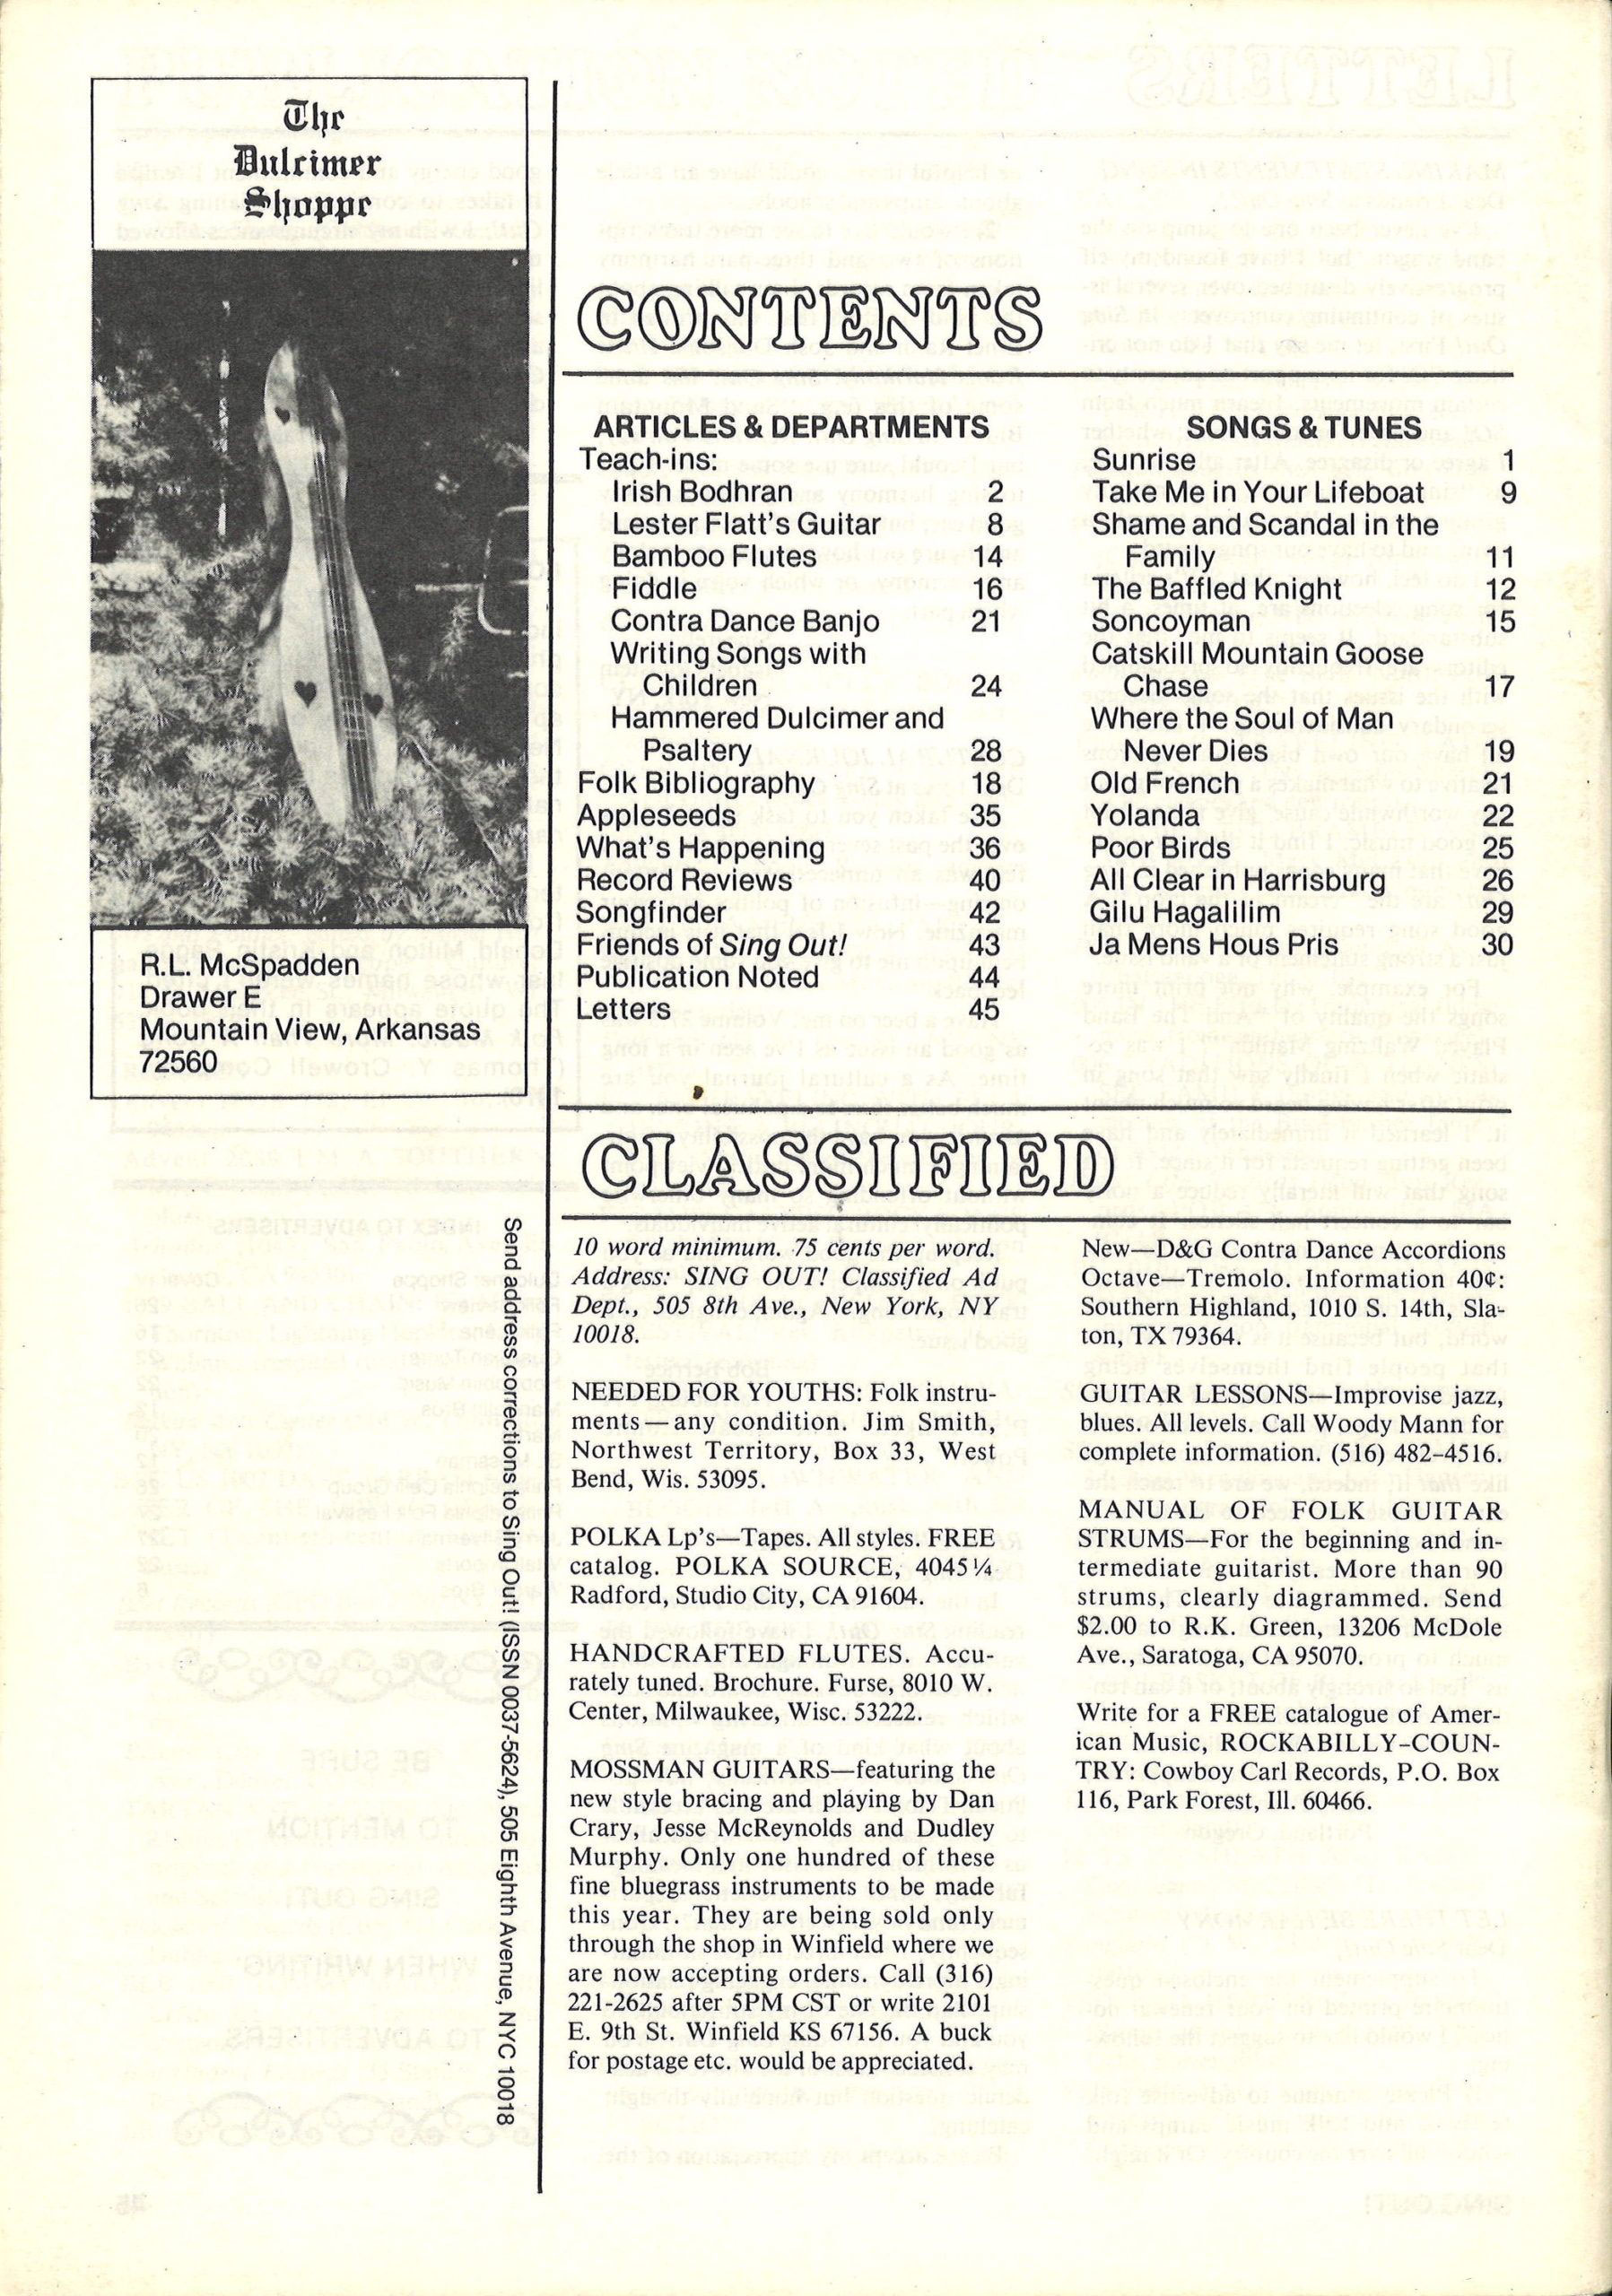 The
Dulcimer
Shoppe
R.L. McSpadden
Drawer E
Mountain View, Arkansas
72560
CONTENTS
ARTICLES & DEPARTMENTS
Teach-ins:
Irish Bodhran 2
Lester Flatt's Guitar 8
Bamboo Flutes 14
Fiddle 16
Contra Dance Banjo 21
Writing Songs with
Children 24
Hammered Dulcimer and
Psaltery 28
Folk Bibliography 18
Appleseeds 35
What's Happening 36
Record Reviews 40
Songfinder 42
Friends of Sing Out! 43
Publication Noted 44
Letters 45
SONGS & TUNES
Sunrise 1
Take Me in Your Lifeboat 9
Shame and Scandal in the
Family 11
The Baffled Knight 12
Soncoyman 15
Catskill Mountain Goose
Chase 17
Where the Soul of Man
Never Dies 19
Old French 21
Yolanda 22
Poor Birds 25
All Clear in Harrisburg 26
Gilu Hagalilim 29
Ja Mens Hous Pris 30
CLASSIFIED
10 word minimum. 75 cents per word.
Address: SING OUT! Classified Ad
Dept., 505 8th Ave., New York, NY
10018.
NEEDED FOR YOUTHS: Folk instru-
ments—any condition. Jim Smith,
Northwest Territory, Box 33, West
Bend, Wis. 53095.
POLKA Lp's—Tapes. All styles. FREE
catalog. POLKA SOURCE, 4045¼
Radford, Studio City, CA 91604.
HANDCRAFTED FLUTES. Accu-
rately tuned. Brochure. Furse, 8010 W.
Center, Milwaukee, Wisc. 53222.
MOSSMAN GUITARS—featuring the
new style bracing and playing by Dan
Crary, Jesse McReynolds and Dudley
Murphy. Only one hundred of these
fine bluegrass instruments to be made
this year. They are being sold only
through the shop in Winfield where we
are now accepting orders. Call (316)
221-2625 after 5PM CST or write 2101
E. 9th St. Winfield KS 67156. A buck
for postage etc. would be appreciated.
New—D&G Contra Dance Accordions
Octave—Tremolo. Information 40¢:
Southern Highland, 1010 S. 14th, Sla-
ton, TX 79364.
GUITAR LESSONS—Improvise jazz,
blues. All levels. Call Woody Mann for
complete information. (516) 482-4516.
MANUAL OF FOLK GUITAR
STRUMS—For the beginning and in-
termediate guitarist. More than 90
strums, clearly diagrammed. Send
$2.00 to R.K. Green, 13206 McDole
Ave., Saratoga, CA 95070.
Write for a FREE catalogue of Amer-
ican Music, ROCKABILLY-COUN-
TRY: Cowboy Carl Records, P.O. Box
116, Park Forest, Ill. 60466.
Send address corrections to Sing Out! (ISSN 0037-5624), 505 Eighth Avenue, NYC 10018